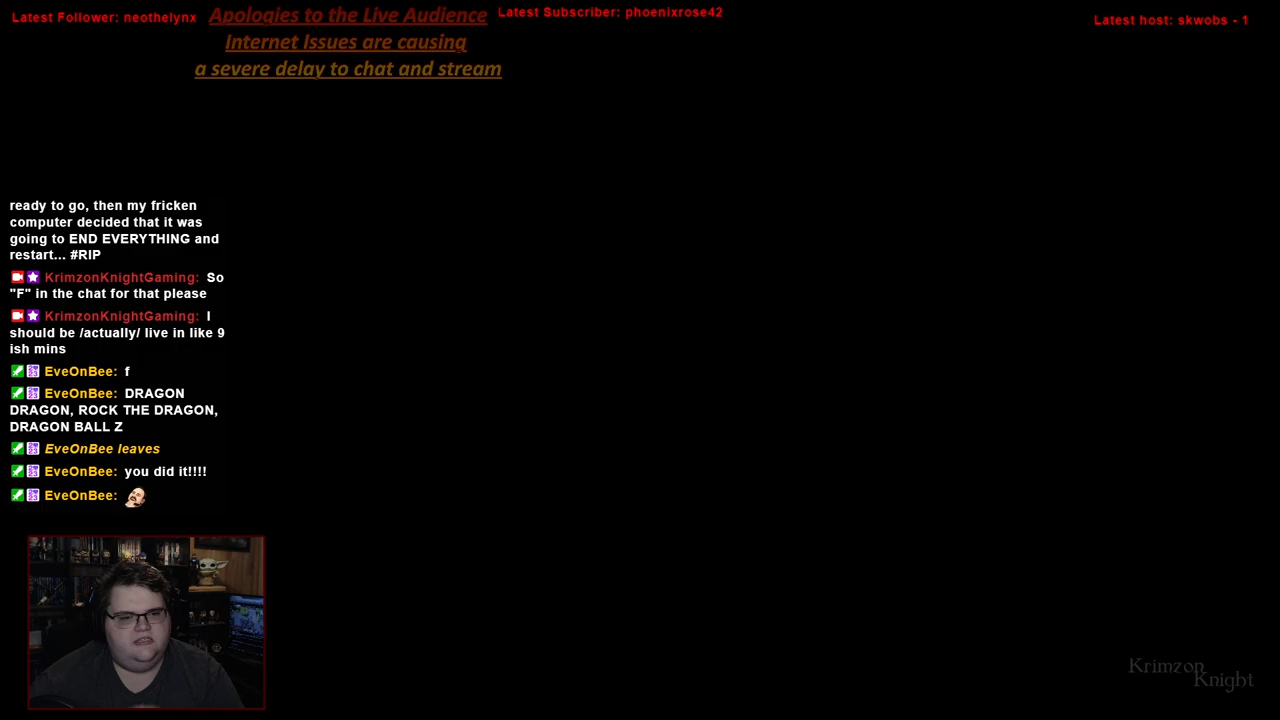 Latest Follower: neothelynx
Apologies to the Live Audience
Latest Subscriber: phoenixrose42
Latest host: skwobs - 1
Internet Issues are causing
a severe delay to chat and stream
ready to go, then my fricken
computer decided that it was
going to END EVERYTHING and
restart... #RIP
KrimzonKnightGaming: So
"F" in the chat for that please
KrimzonKnightGaming: I
should be /actually/ live in like 9
ish mins
EveOnBee: f
EveOnBee: DRAGON
DRAGON, ROCK THE DRAGON,
DRAGON BALL Z
EveOnBee leaves
EveOnBee: you did it!!!!
EveOnBee:
Krimzon
Knight